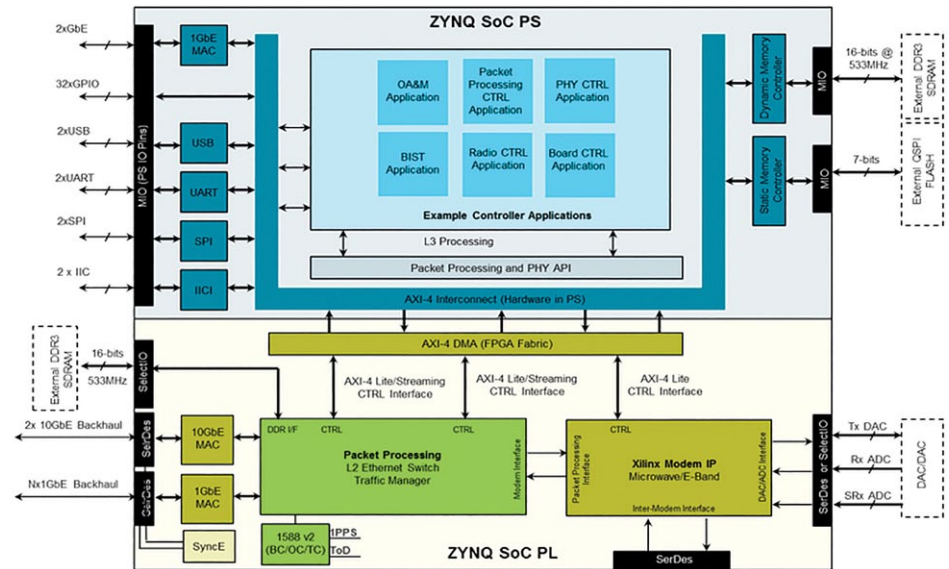 ZYNQ SoC PS
2xGbE
32xGPIO
2xUSB
2xUART
2xSPI
2 x IIC
MIO (PS IO Pins)
1GbE
MAC
USB
UART
SPI
IICI
OA&M
Application
Packet
Processing
CTRL
Application
PHY CTRL
Application
BIST
Application
Radio CTRL
Application
Board CTRL
Application
Example Controller Applications
L3 Processing
Packet Processing and PHY API
AXI-4 Interconnect (Hardware in PS)
Dynamic Memory
Controller
Static Memory
Controller
MIO
MIO
16-bits @
533MHz
7-bits
External DDR3
SDRAM
External QSPI
FLASH
AXI-4 DMA (FPGA Fabric)
External DDR3
SDRAM
16-bits
533MHz
SelectIO
AXI-4 Lite/Streaming
CTRL Interface
AXI-4 Lite/Streaming
CTRL Interface
AXI-4 Lite
CTRL Interface
2x 10GbE Backhaul
Nx1GbE Backhaul
SerDes
SerDes
10GbE
MAC
1GbE
MAC
SyncE
DDR I/F
CTRL
CTRL
Packet Processing
L2 Ethernet Switch
Traffic Manager
Modem Interface
1588 v2
(BC/OC/TC)
1PPS
ToD
Packet Processing
Interface
CTRL
Xilinx Modem IP
Microwave/E-Band
Inter-Modem Interface
DAC/ADC Interface
SerDes
SerDes or SelectIO
Tx DAC
Rx ADC
SRx ADC
DAC/DAC
ZYNQ SoC PL